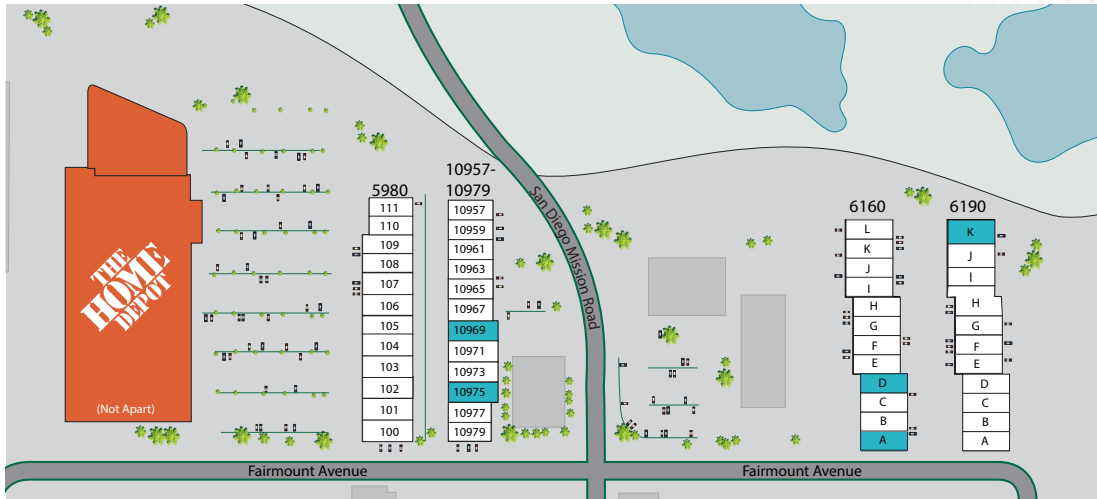 THE
HOME
DEPOT
(Not Apart)
5980
111
110
109
108
107
106
105
104
103
102
101
100
10957-
10979
10957
10959
10961
10963
10965
10967
10969
10971
10973
10975
10977
10979
San Diego Mission Road
6160
L
K
J
I
H
G
F
E
D
C
B
A
6190
K
J
I
H
G
F
E
D
C
B
A
Fairmount Avenue
Fairmount Avenue